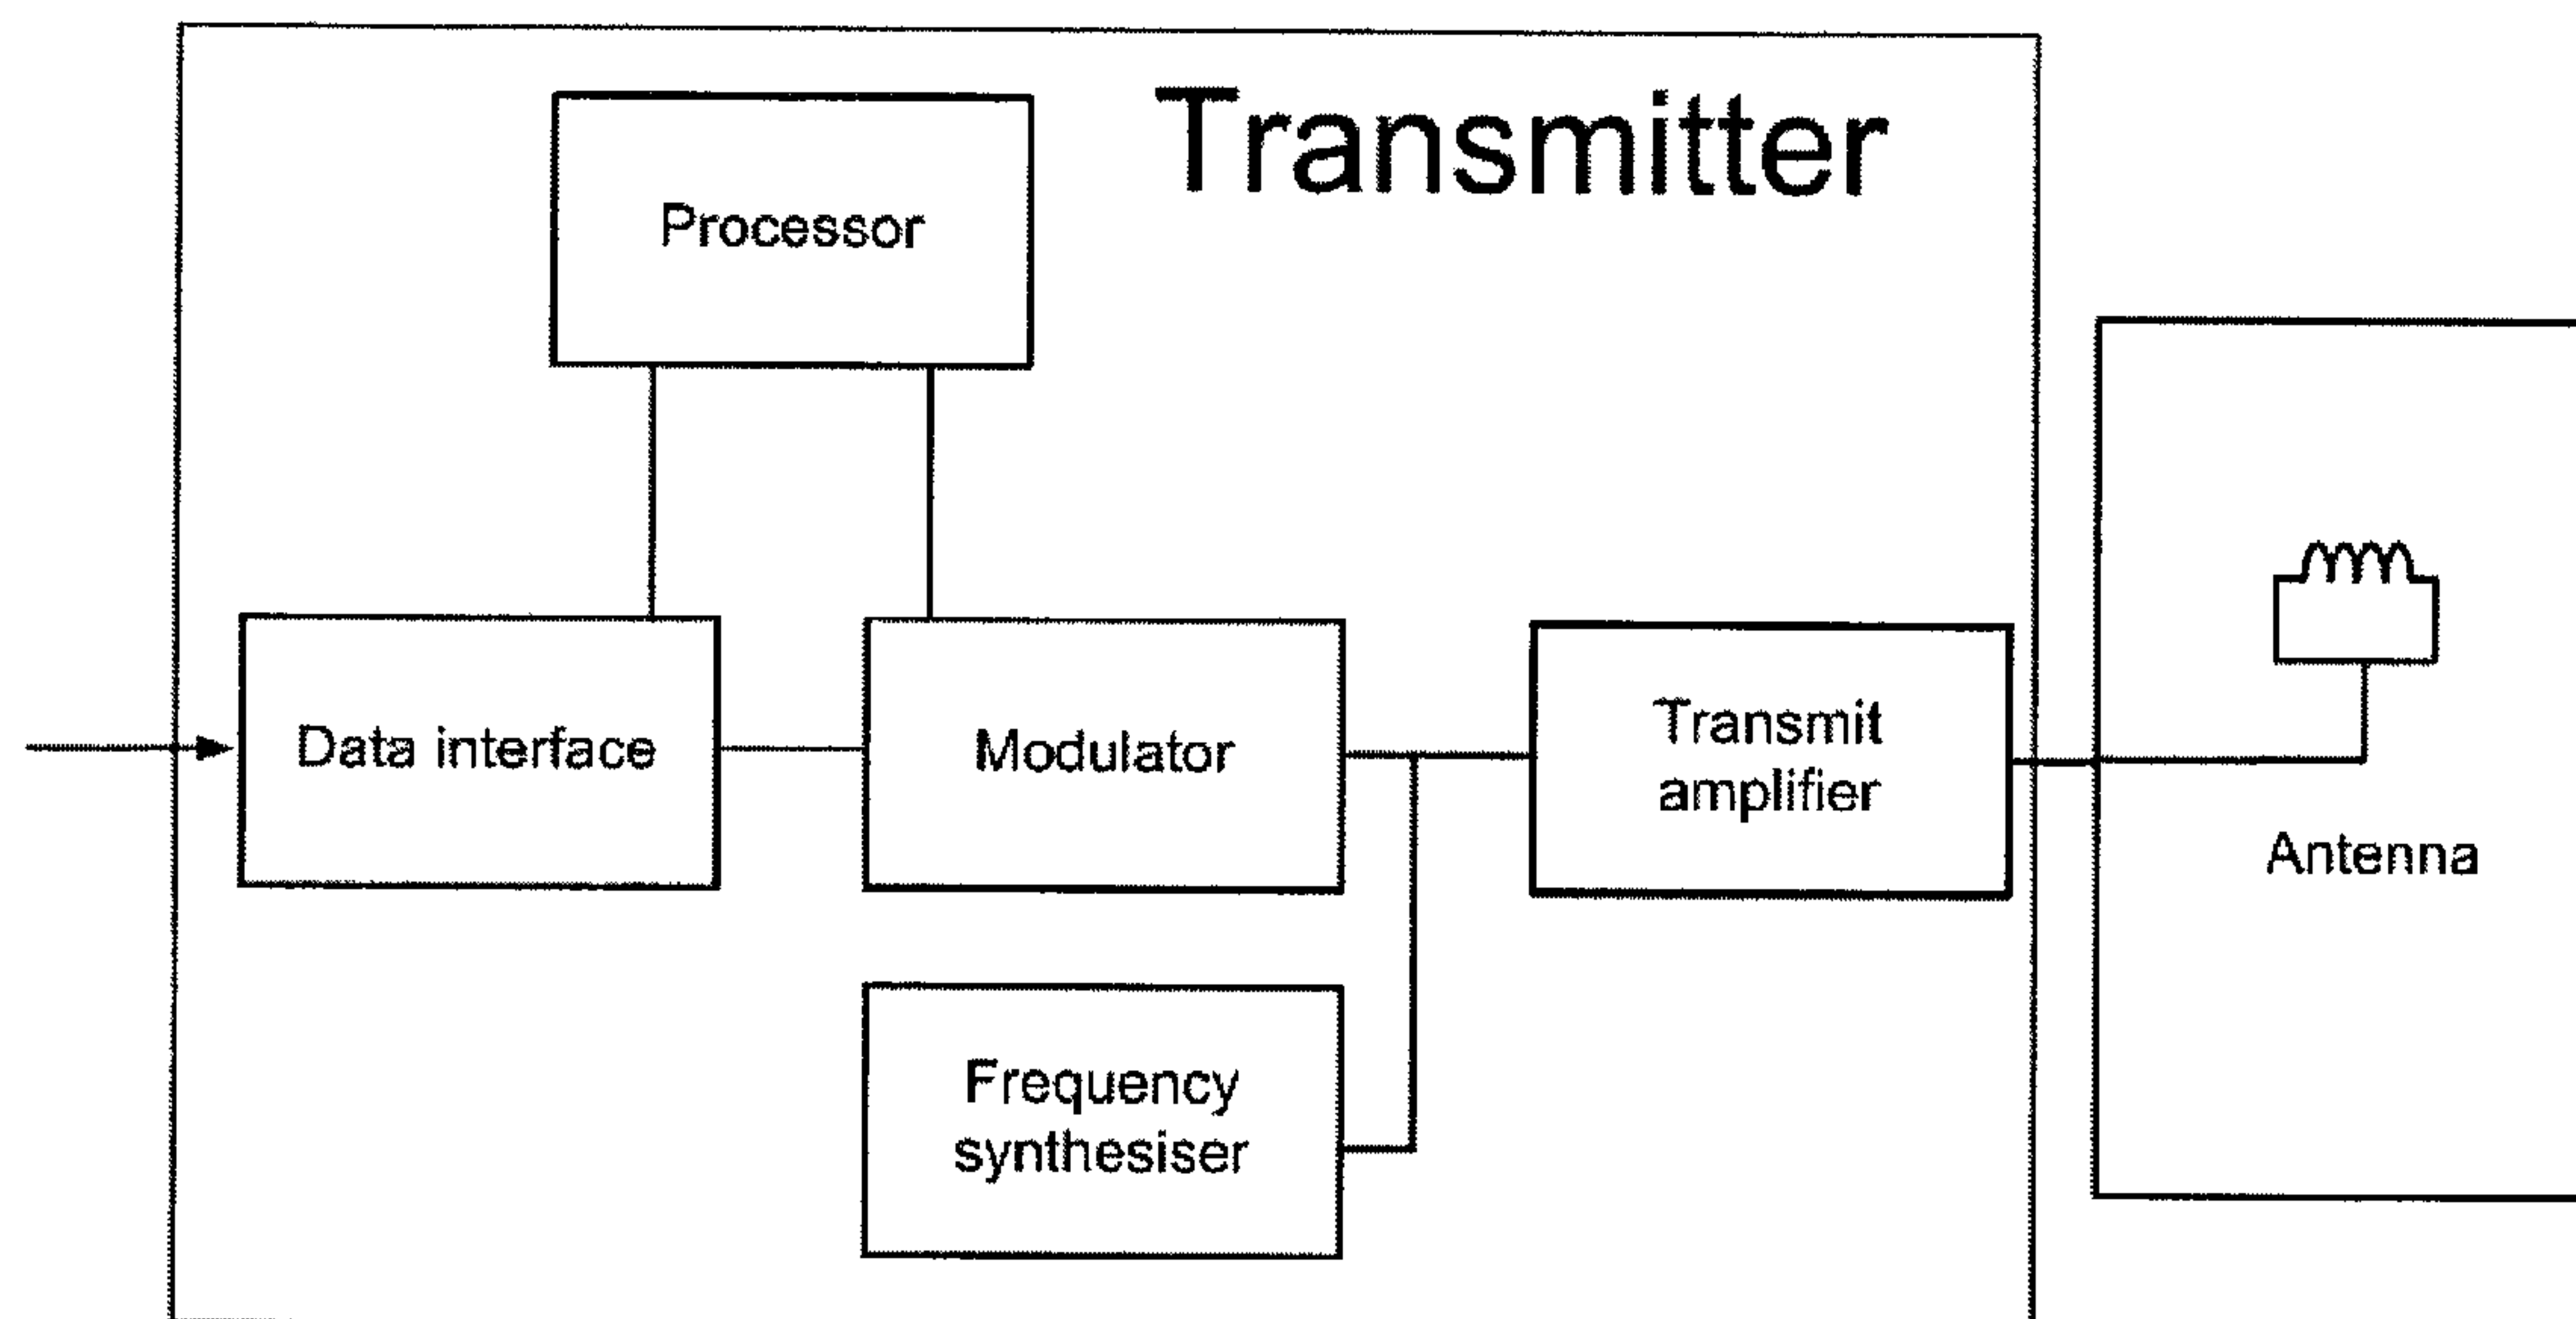 Transmitter
Processor
Data interface
Modulator
Transmit
amplifier
Antenna
Frequency
synthesiser